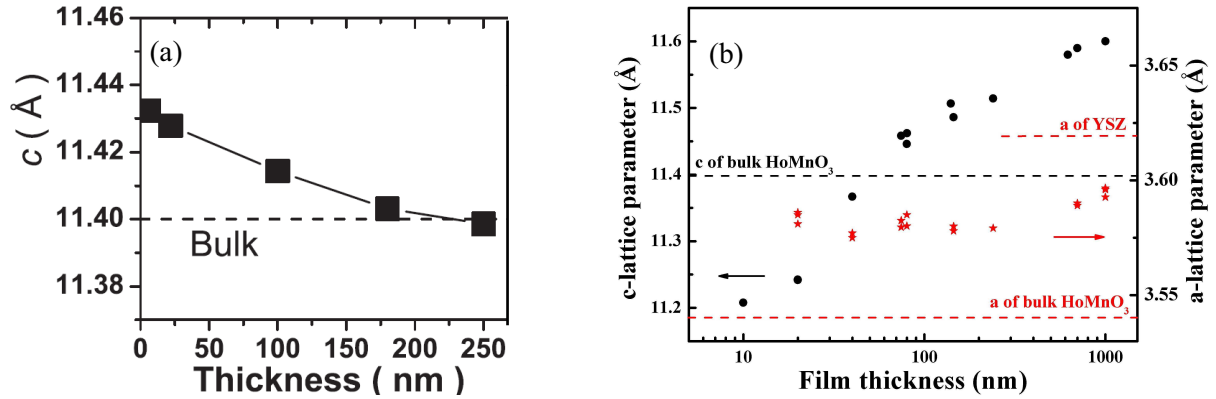 (a)
11.46
11.44
11.42
11.40
11.38
c ( Å )
Bulk
0 50 100 150 200 250
Thickness ( nm )
(b)
11.6
11.5
11.4
11.3
11.2
c-lattice parameter (Å)
a of YSZ
c of bulk HoMnO₃
a of bulk HoMnO₃
3.65
3.60
3.55
a-lattice parameter (Å)
10 100 1000
Film thickness (nm)